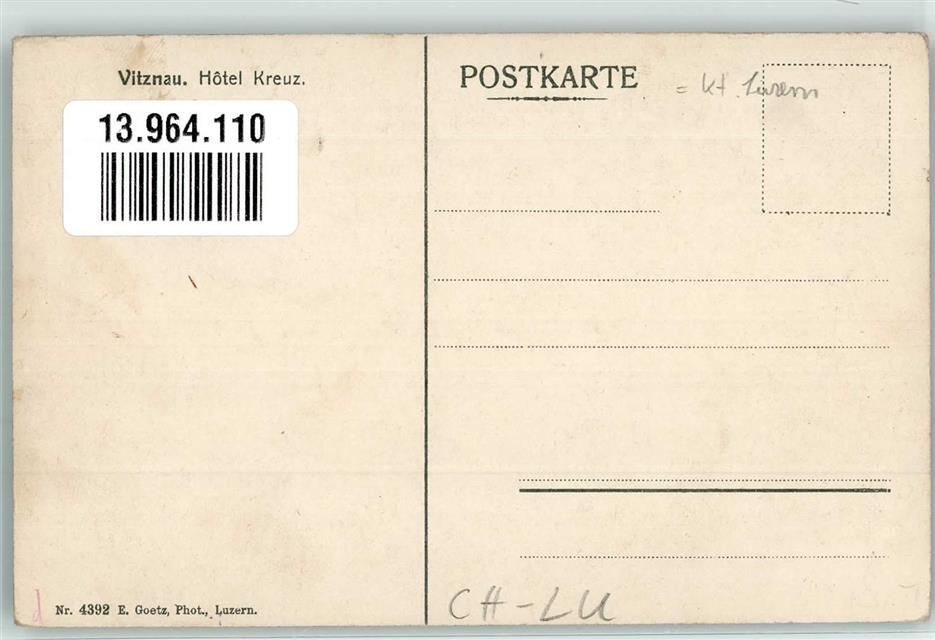 Vitznau. Hôtel Kreuz.
13.964.110
POSTKARTE
= Kt. Luzern
CH-LU
d
Nr. 4392 E. Goetz, Phot., Luzern.